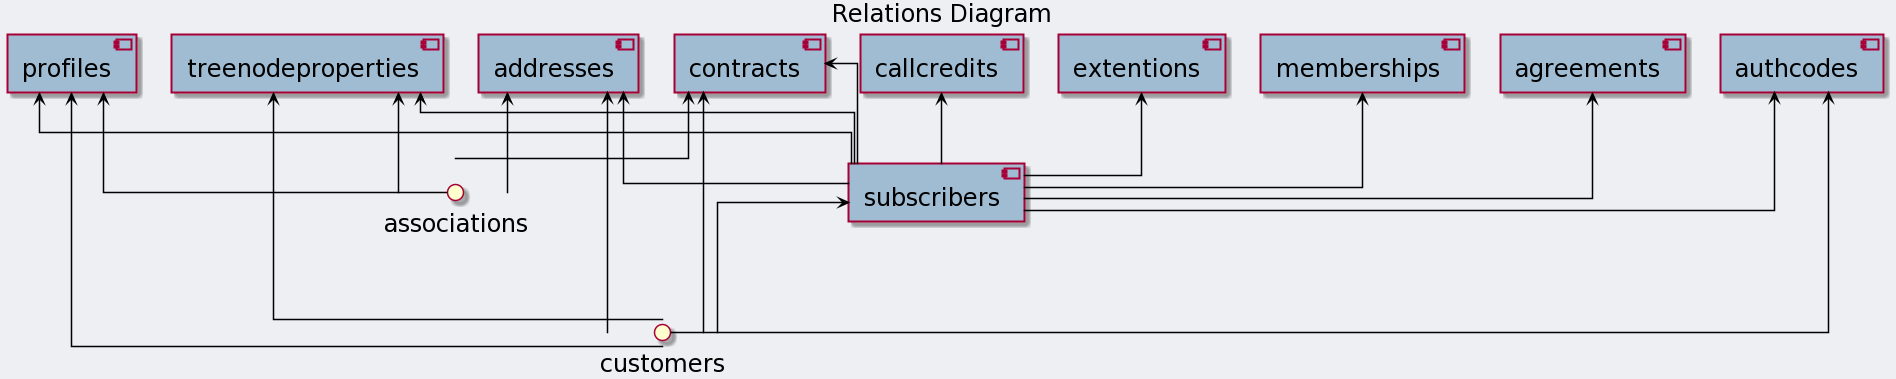 Relations Diagram
profiles
treenodeproperties
addresses
contracts
callcredits
extentions
memberships
agreements
authcodes
subscribers
associations
customers